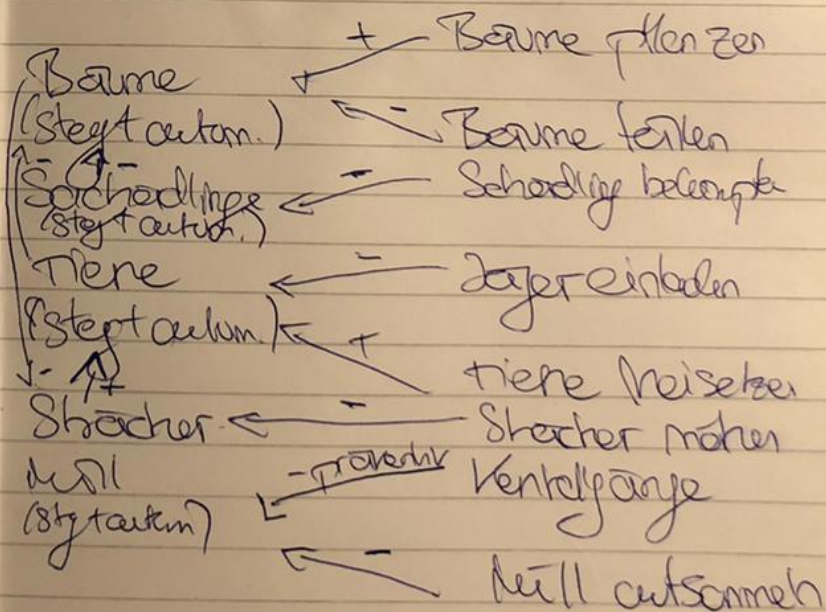 + Bäume pflanzen
Bäume
(steigt autom.)
- Bäume fällen
- -
Schädlinge
- Schädlinge bekämpfen
(steigt autom.)
Tiere
- Jäger einladen
(steigt autom.)
+ Tiere freisetzen
- +
Sträucher
- Sträucher mähen
Müll
- präventiv
(steigt autom)
- Müll aufsammeln